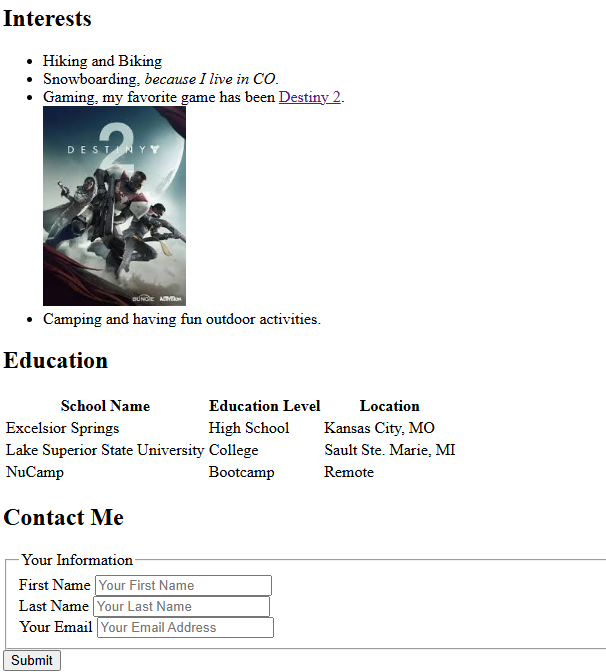 Interests
Hiking and Biking
Snowboarding, because I live in CO.
Gaming, my favorite game has been Destiny 2.
2
DESTINY
BUNGIE ACTIVISION
Camping and having fun outdoor activities.
Education
School Name Education Level Location
Excelsior Springs High School Kansas City, MO
Lake Superior State University College Sault Ste. Marie, MI
NuCamp Bootcamp Remote
Contact Me
Your Information
First Name Your First Name
Last Name Your Last Name
Your Email Your Email Address
Submit